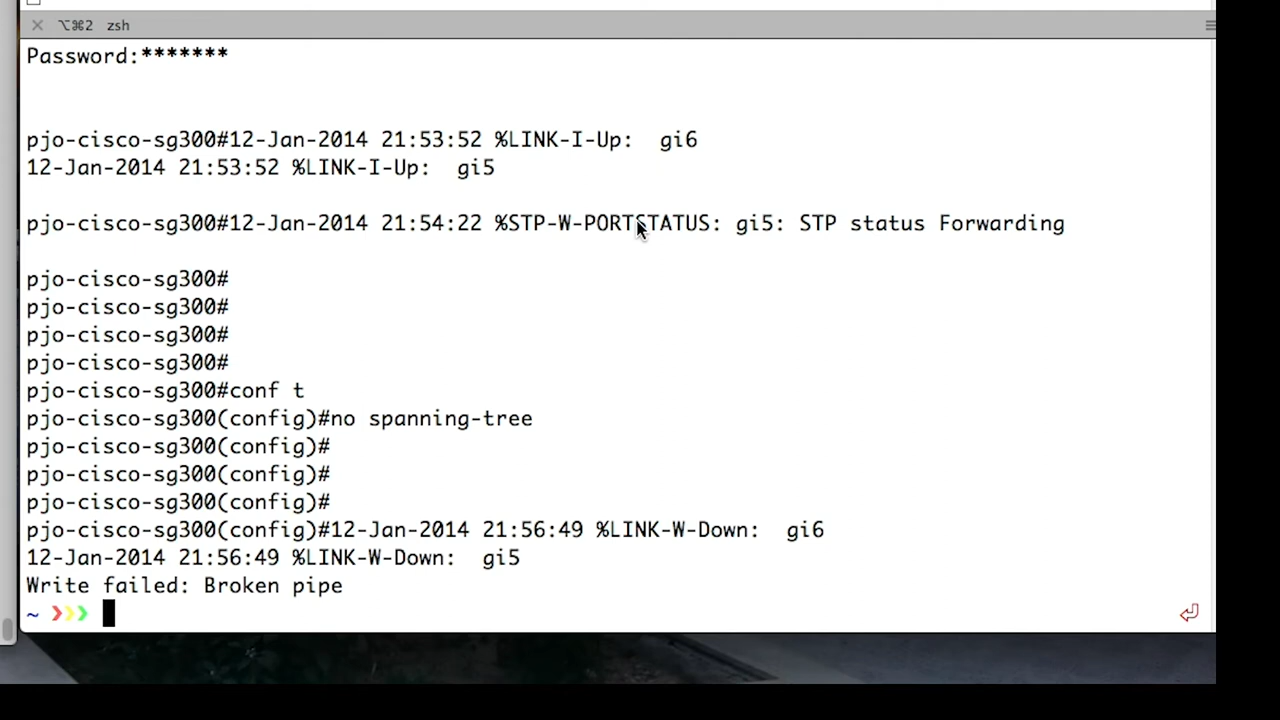 ⌥⌘2 zsh
Password:*******
pjo-cisco-sg300#12-Jan-2014 21:53:52 %LINK-I-Up:  gi6
12-Jan-2014 21:53:52 %LINK-I-Up:  gi5
pjo-cisco-sg300#12-Jan-2014 21:54:22 %STP-W-PORTSTATUS: gi5: STP status Forwarding
pjo-cisco-sg300#
pjo-cisco-sg300#
pjo-cisco-sg300#
pjo-cisco-sg300#
pjo-cisco-sg300#conf t
pjo-cisco-sg300(config)#no spanning-tree
pjo-cisco-sg300(config)#
pjo-cisco-sg300(config)#
pjo-cisco-sg300(config)#
pjo-cisco-sg300(config)#12-Jan-2014 21:56:49 %LINK-W-Down:  gi6
12-Jan-2014 21:56:49 %LINK-W-Down:  gi5
Write failed: Broken pipe
~ ❯❯❯